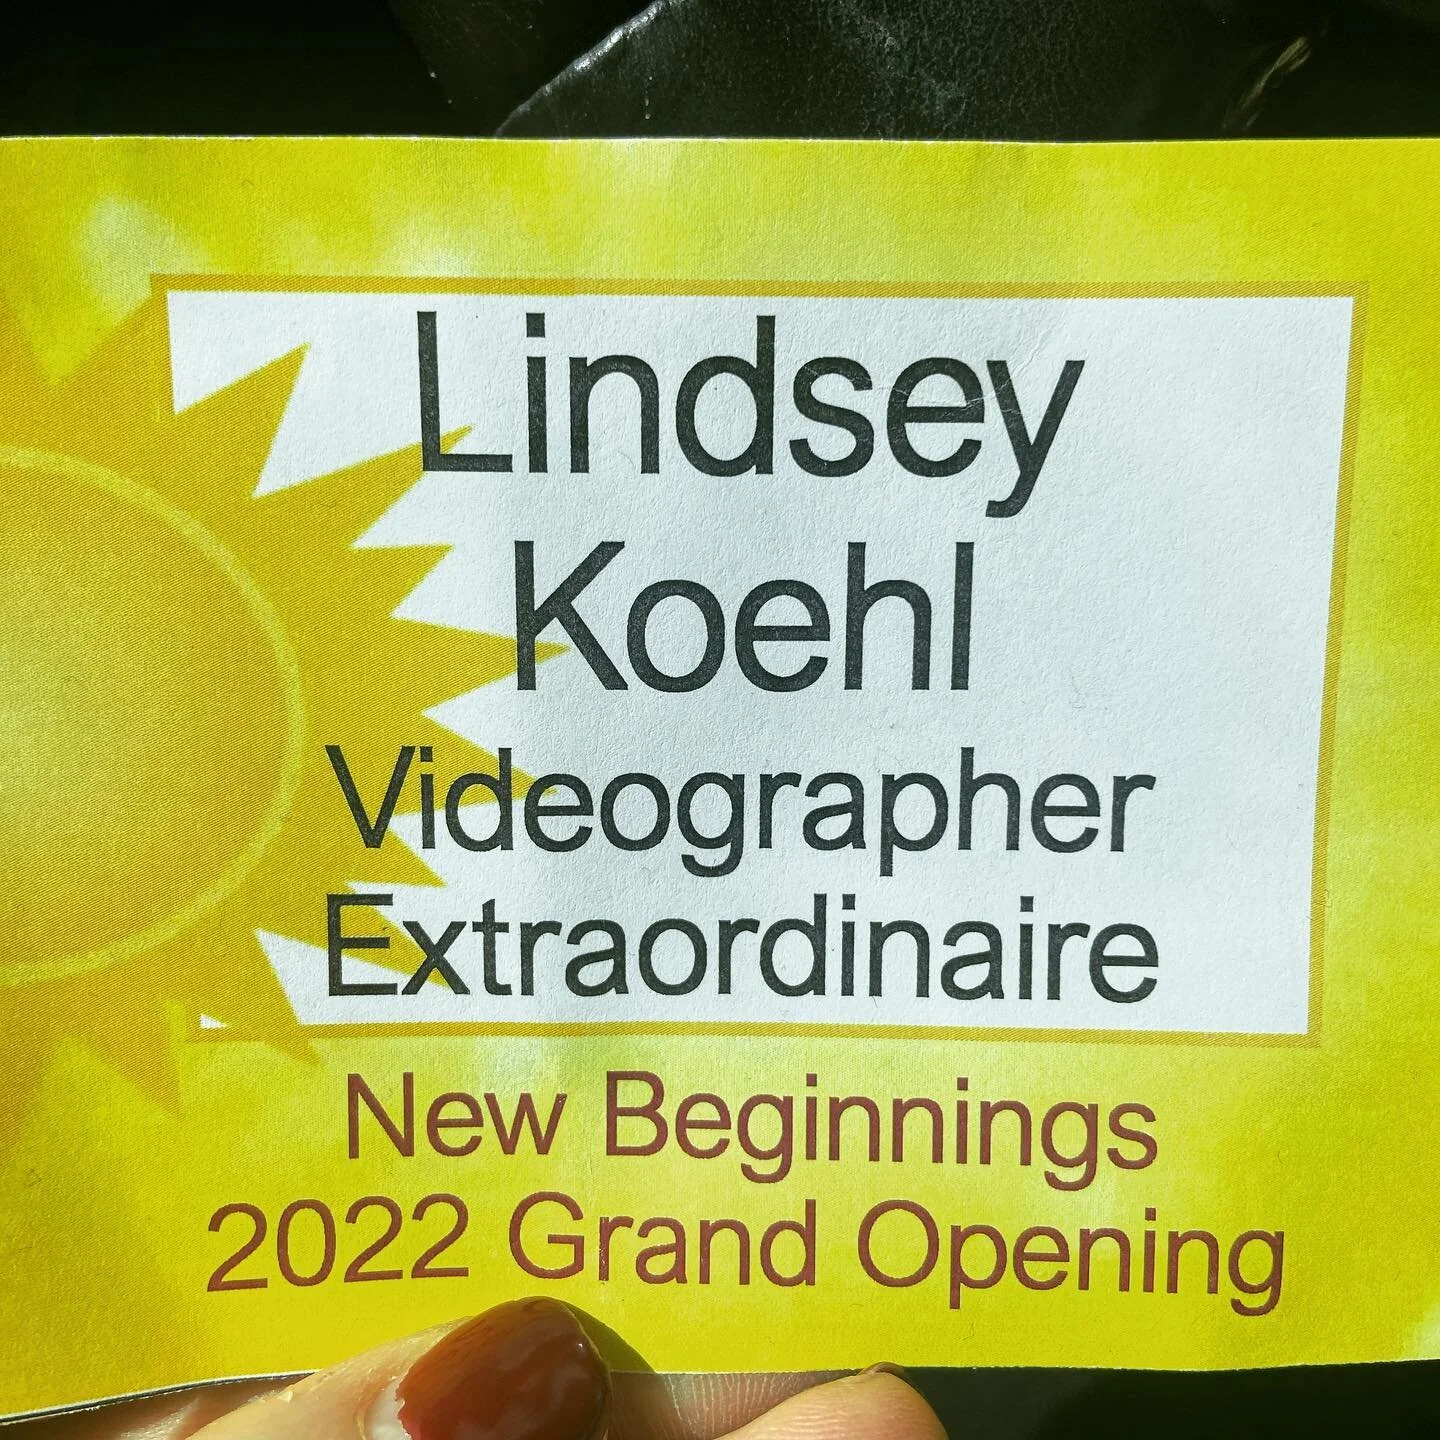 Lindsey
Koehl
Videographer
Extraordinaire
New Beginnings
2022 Grand Opening